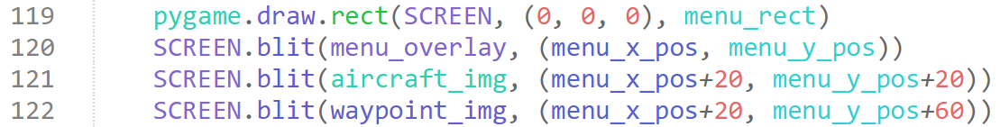 119 pygame.draw.rect(SCREEN, (0, 0, 0), menu_rect)
120 SCREEN.blit(menu_overlay, (menu_x_pos, menu_y_pos))
121 SCREEN.blit(aircraft_img, (menu_x_pos+20, menu_y_pos+20))
122 SCREEN.blit(waypoint_img, (menu_x_pos+20, menu_y_pos+60))